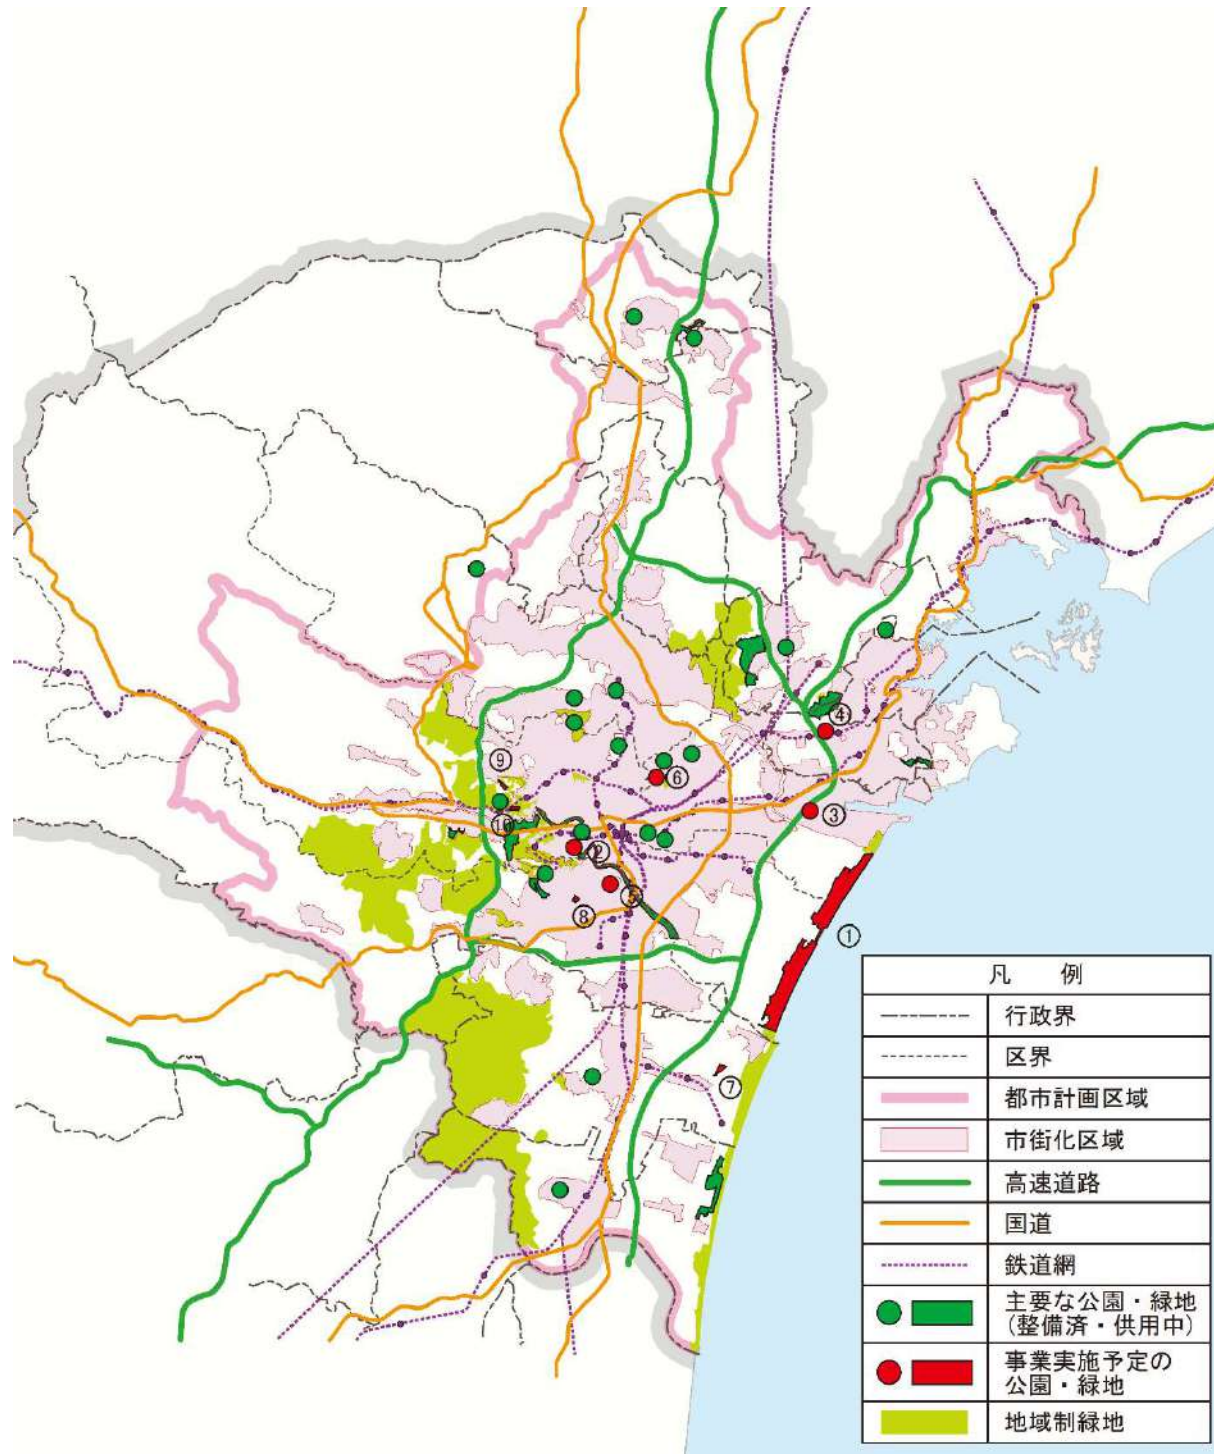 ④
⑨
⑥
③
⑩
②
⑤
⑧
①
⑦
凡 例
行政界
区界
都市計画区域
市街化区域
高速道路
国道
鉄道網
主要な公園・緑地
(整備済・供用中)
事業実施予定の
公園・緑地
地域制緑地